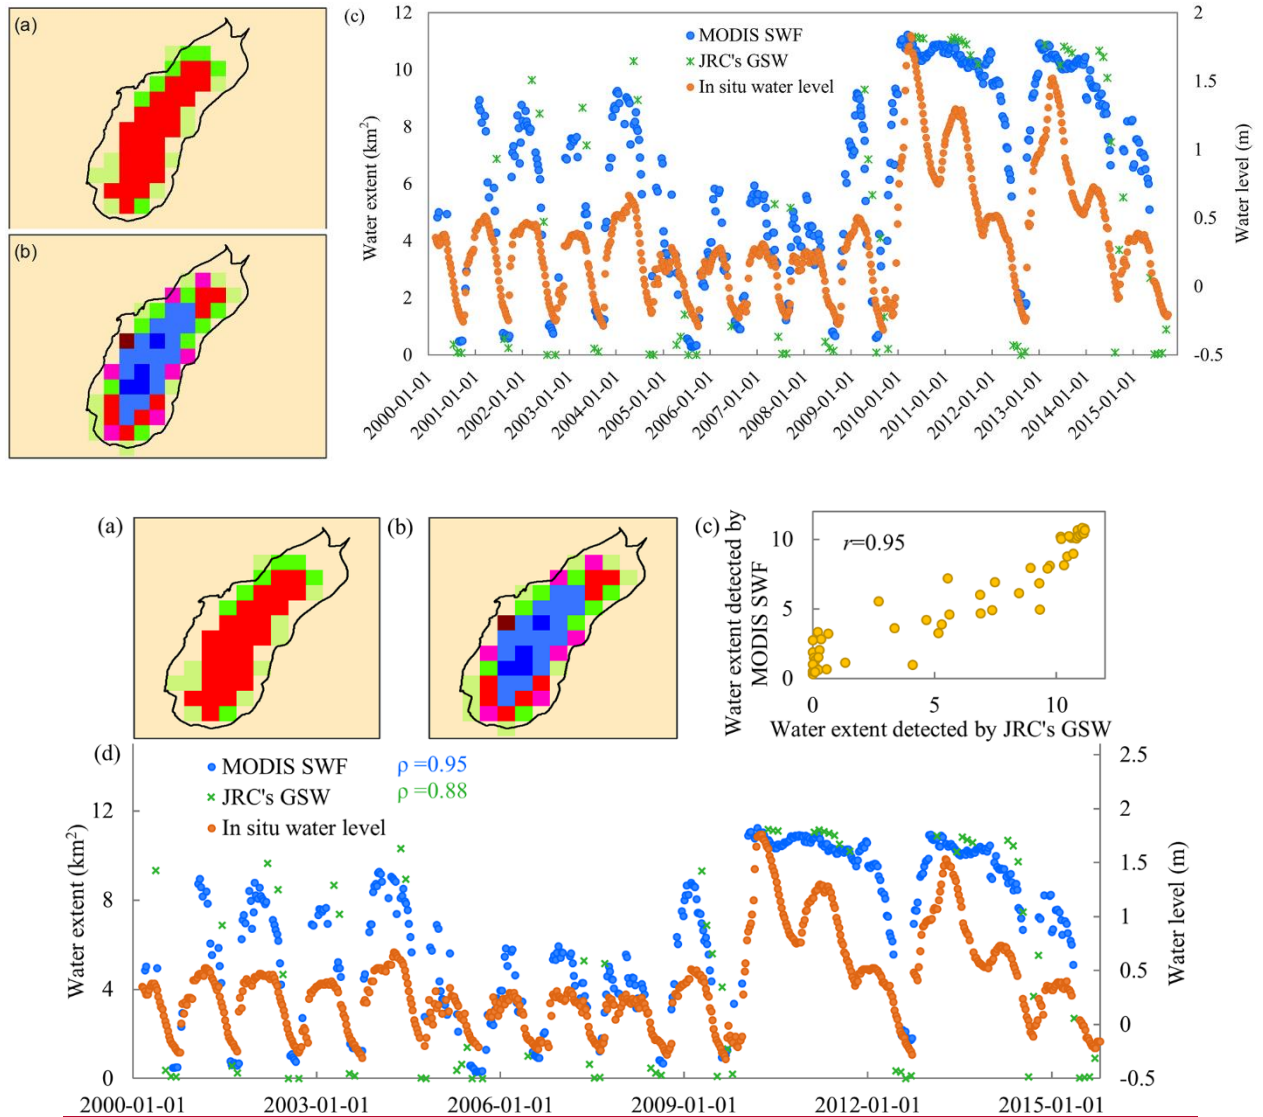 (a)
(b)
(c)
12
10
8
6
4
2
0
Water extent (km2)
MODIS SWF
JRC's GSW
In situ water level
2
1.5
1
0.5
0
-0.5
Water level (m)
2000-01-01
2001-01-01
2002-01-01
2003-01-01
2004-01-01
2005-01-01
2006-01-01
2007-01-01
2008-01-01
2009-01-01
2010-01-01
2011-01-01
2012-01-01
2013-01-01
2014-01-01
2015-01-01
(a)
(b)
(c)
Water extent detected by
MODIS SWF
r=0.95
10
5
0
0
5
10
Water extent detected by JRC's GSW
(d)
MODIS SWF
ρ =0.95
JRC's GSW
ρ =0.88
In situ water level
12
8
4
0
Water extent (km2)
2.5
2
1.5
1
0.5
0
-0.5
Water level (m)
2000-01-01
2003-01-01
2006-01-01
2009-01-01
2012-01-01
2015-01-01